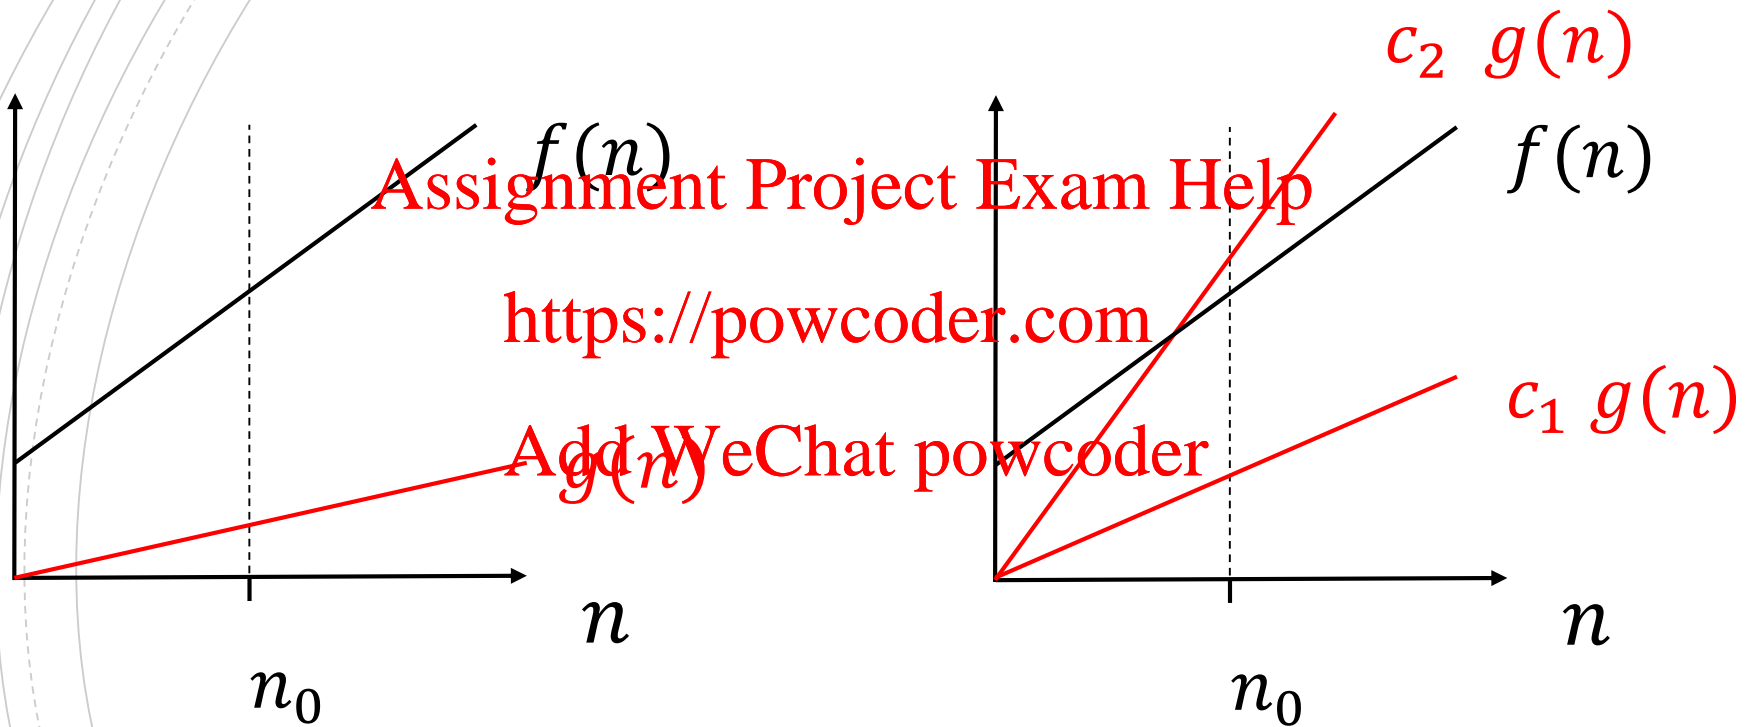 c₂ g(n)
f(n)
f(n)
Assignment Project Exam Help
https://powcoder.com
c₁ g(n)
g(n)
Add WeChat powcoder
n
n
n₀
n₀